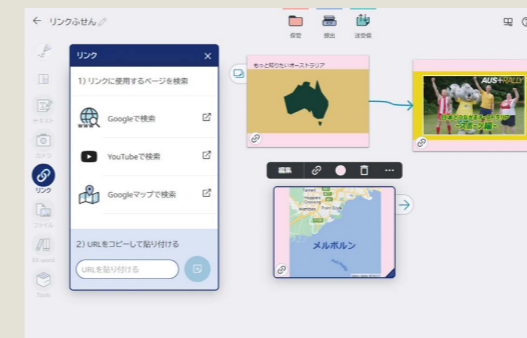 ← リンクふせん
保管
提出
送受信
テキスト
カメラ
リンク
ファイル
Tools
リンク ×
1) リンクに使用するページを検索
Googleで検索
YouTubeで検索
Googleマップで検索
2) URLをコピーして貼り付ける
URLを貼り付ける
もっと知りたいオーストラリア
AUS+RALLY
編集
メルボルン